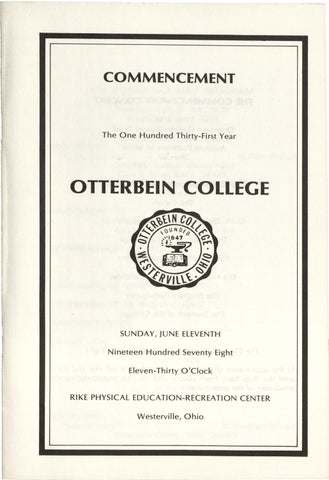 COMMENCEMENT
The One Hundred Thirty-First Year
OTTERBEIN COLLEGE
OTTERBEIN COLLEGE
FOUNDED
1847
WESTERVILLE, OHIO
SUNDAY, JUNE ELEVENTH
Nineteen Hundred Seventy Eight
Eleven-Thirty O'Clock
RIKE PHYSICAL EDUCATION-RECREATION CENTER
Westerville, Ohio